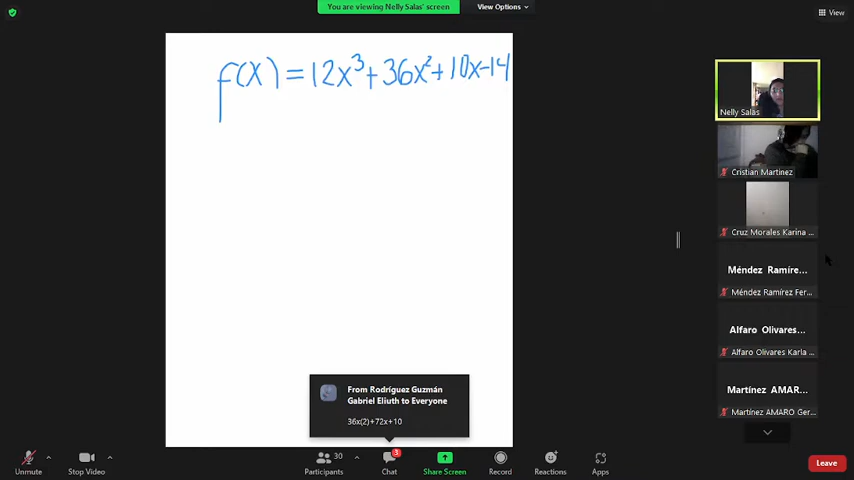 You are viewing Nelly Salas' screen
View Options
View
f(x) = 12x³+36x²+10x-14
Nelly Salas
Cristian Martinez
Cruz Morales Karina ...
Méndez Ramíre...
Méndez Ramírez Fer...
Alfaro Olivares...
Alfaro Olivares Karla ...
Martínez AMAR...
Martínez AMARO Ger...
From Rodríguez Guzmán
Gabriel Eliuth to Everyone
36x(2)+72x+10
Unmute
Stop Video
30
Participants
3
Chat
Share Screen
Record
Reactions
Apps
Leave